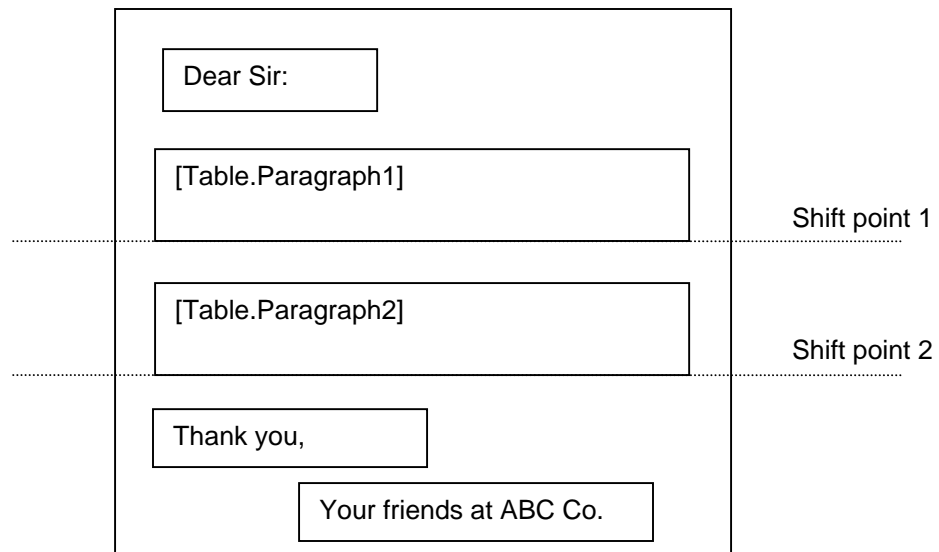 Dear Sir:
[Table.Paragraph1]
Shift point 1
[Table.Paragraph2]
Shift point 2
Thank you,
Your friends at ABC Co.